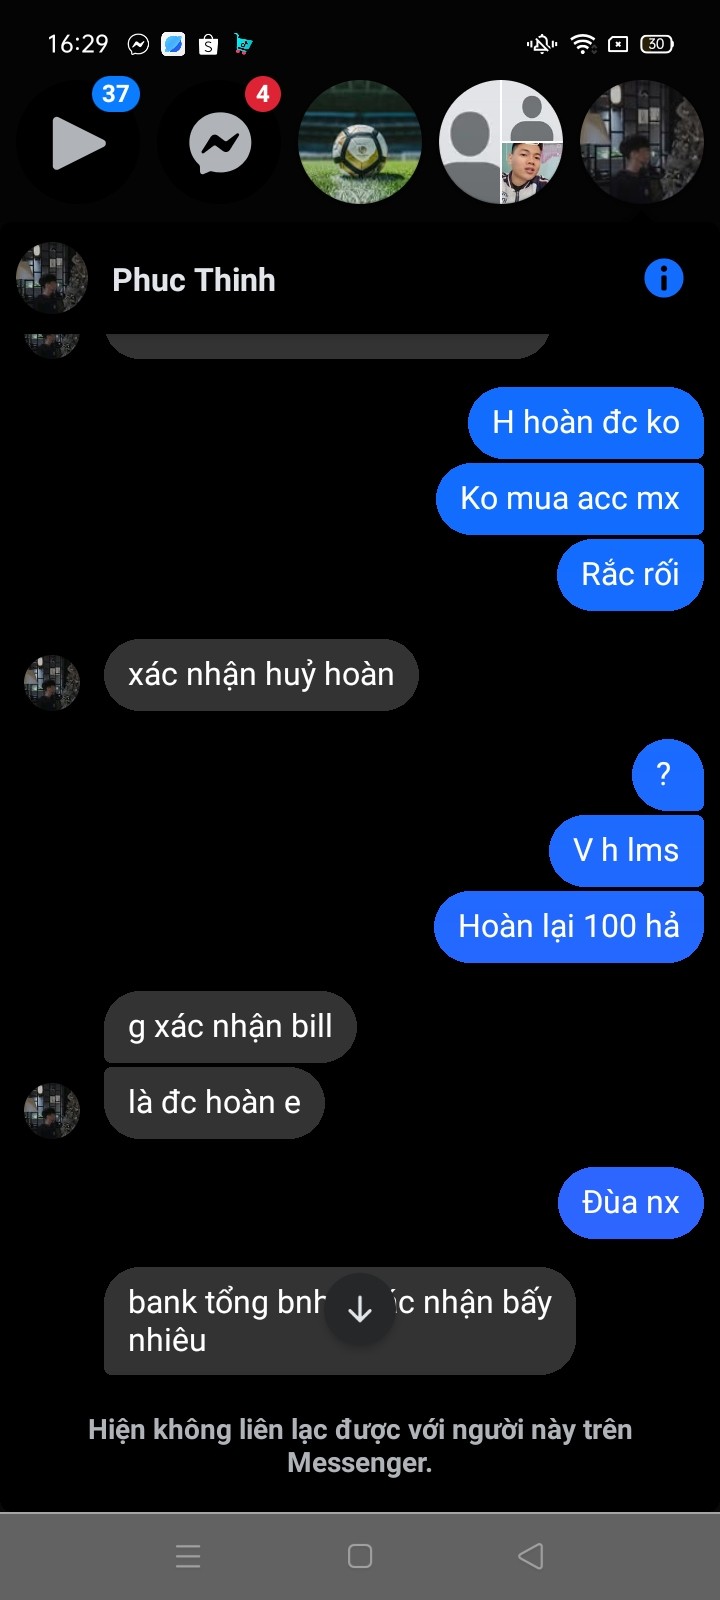 16:29
30
37
4
Phuc Thinh
H hoàn đc ko
Ko mua acc mx
Rắc rối
xác nhận huỷ hoàn
?
V h lms
Hoàn lại 100 hả
g xác nhận bill
là đc hoàn e
Đùa nx
bank tổng nhận bấy
nhiêu
Hiện không liên lạc được với người này trên
Messenger.